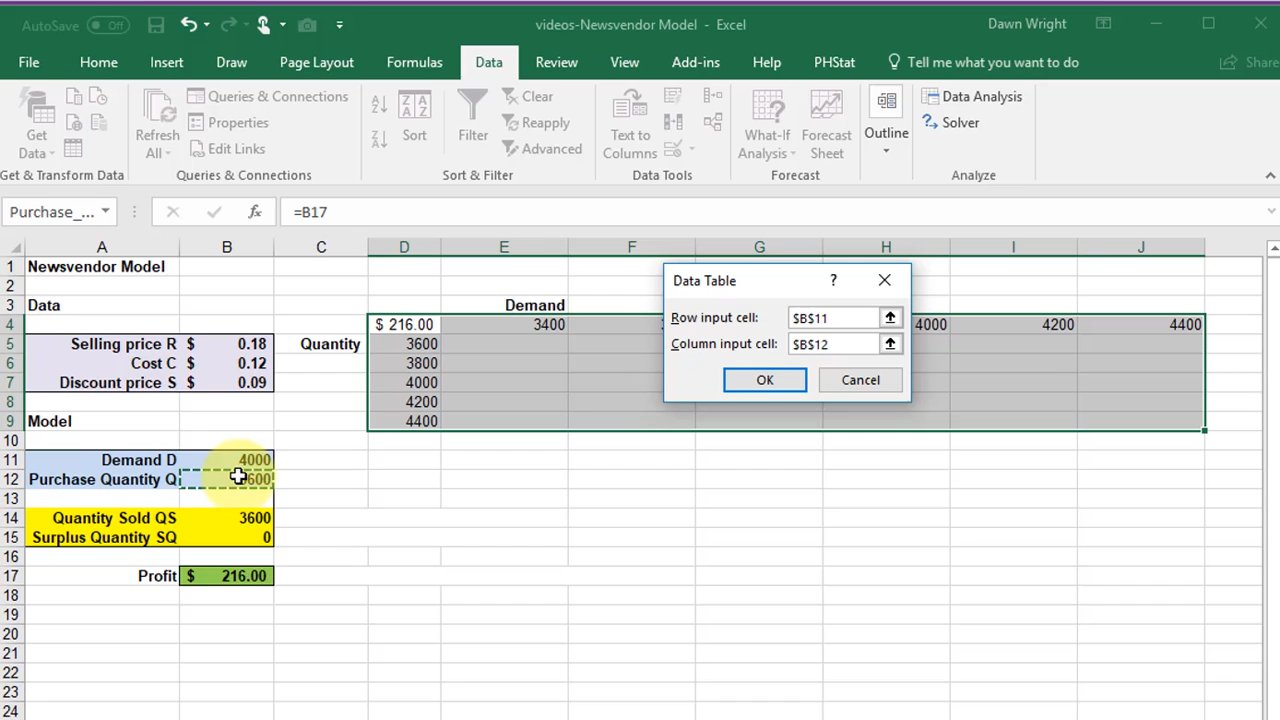 AutoSave Off videos-Newsvendor Model - Excel Dawn Wright
File Home Insert Draw Page Layout Formulas Data Review View Add-ins Help PHStat Tell me what you want to do Share
Get Data Refresh All Queries & Connections Properties Edit Links Sort Filter Clear Reapply Advanced Text to Columns What-If Analysis Forecast Sheet Outline Data Analysis Solver
Get & Transform Data Queries & Connections Sort & Filter Data Tools Forecast Analyze
Purchase_... fx =B17
A B C D E F G H I J
1 Newsvendor Model
2
3 Data Demand
4 $ 216.00 3400 4000 4200 4400
5 Selling price R $ 0.18 Quantity 3600
6 Cost C $ 0.12 3800
7 Discount price S $ 0.09 4000
8 4200
9 Model 4400
10
11 Demand D 4000
12 Purchase Quantity Q
13
14 Quantity Sold QS 3600
15 Surplus Quantity SQ 0
16
17 Profit $ 216.00
18
19
20
21
22
23
24
Data Table ?
Row input cell: $B$11
Column input cell: $B$12
OK Cancel